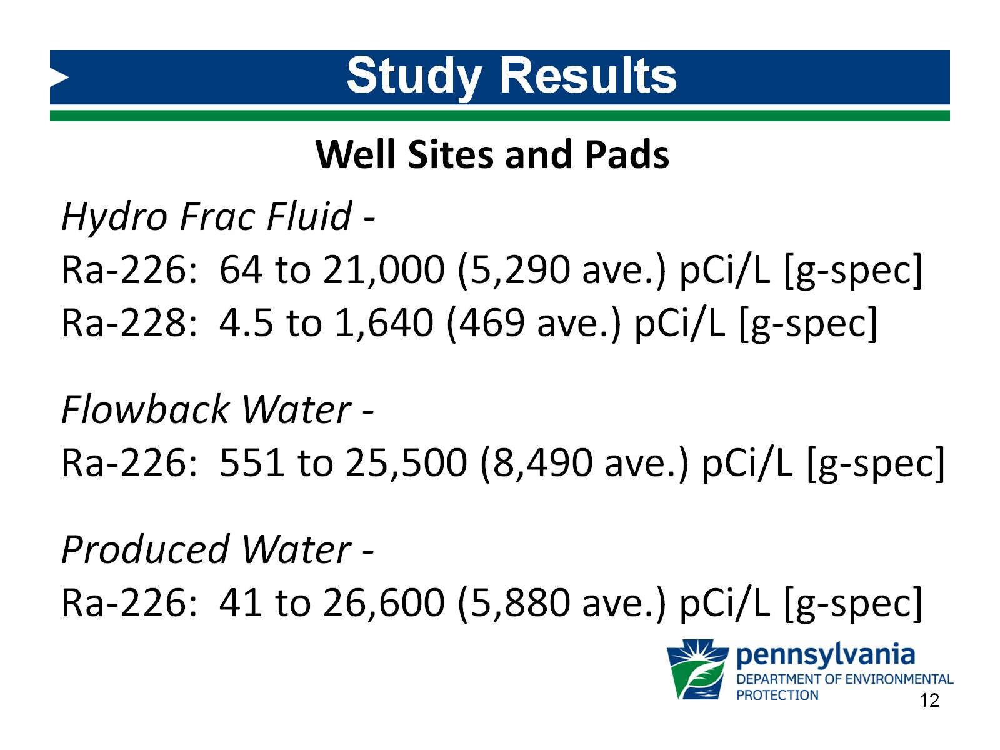 Study Results
Well Sites and Pads
Hydro Frac Fluid -
Ra-226:  64 to 21,000 (5,290 ave.) pCi/L [g-spec]
Ra-228:  4.5 to 1,640 (469 ave.) pCi/L [g-spec]
Flowback Water -
Ra-226:  551 to 25,500 (8,490 ave.) pCi/L [g-spec]
Produced Water -
Ra-226:  41 to 26,600 (5,880 ave.) pCi/L [g-spec]
pennsylvania
DEPARTMENT OF ENVIRONMENTAL
PROTECTION
12